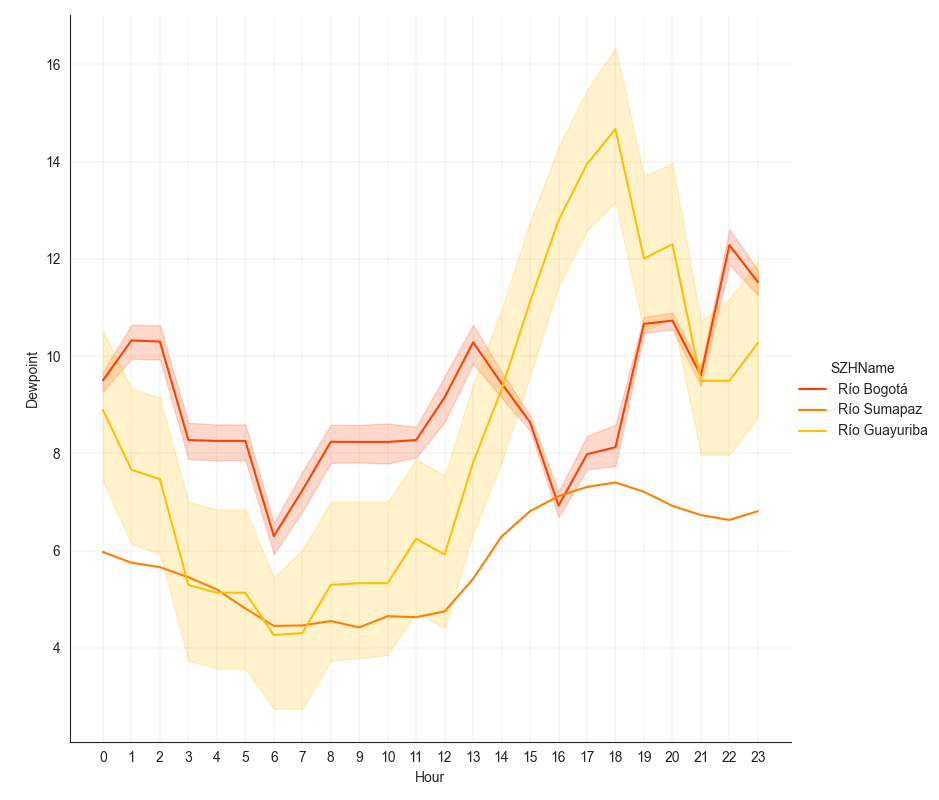 16
14
12
10
8
6
4
Dewpoint
0 1 2 3 4 5 6 7 8 9 10 11 12 13 14 15 16 17 18 19 20 21 22 23
Hour
SZHName
Río Bogotá
Río Sumapaz
Río Guayuriba